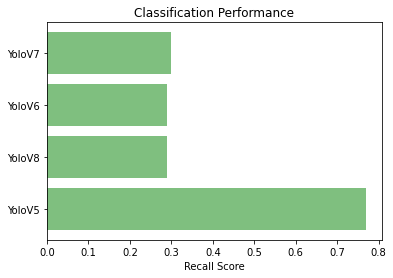 Classification Performance
YoloV7
YoloV6
YoloV8
YoloV5
0.0 0.1 0.2 0.3 0.4 0.5 0.6 0.7 0.8
Recall Score